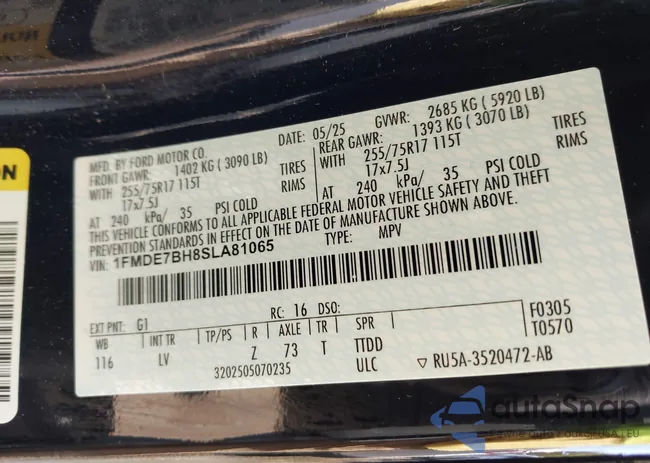 ION
MFD. BY FORD MOTOR CO.
DATE: 05/25 GVWR: 2685 KG ( 5920 LB)
FRONT GAWR: 1402 KG ( 3090 LB) REAR GAWR: 1393 KG ( 3070 LB)
WITH 255/75R17 115T TIRES WITH 255/75R17 115T TIRES
17x7.5J RIMS 17x7.5J RIMS
AT 240 kPa/ 35 PSI COLD AT 240 kPa/ 35 PSI COLD
THIS VEHICLE CONFORMS TO ALL APPLICABLE FEDERAL MOTOR VEHICLE SAFETY AND THEFT
PREVENTION STANDARDS IN EFFECT ON THE DATE OF MANUFACTURE SHOWN ABOVE.
VIN: 1FMDE7BH8SLA81065 TYPE: MPV
EXT PNT: G1 RC: 16 DSO: F0305
WB INT TR TP/PS R AXLE TR SPR T0570
116 LV Z 73 T TTDD
3202505070235 ULC RU5A-3520472-AB
autoSnap